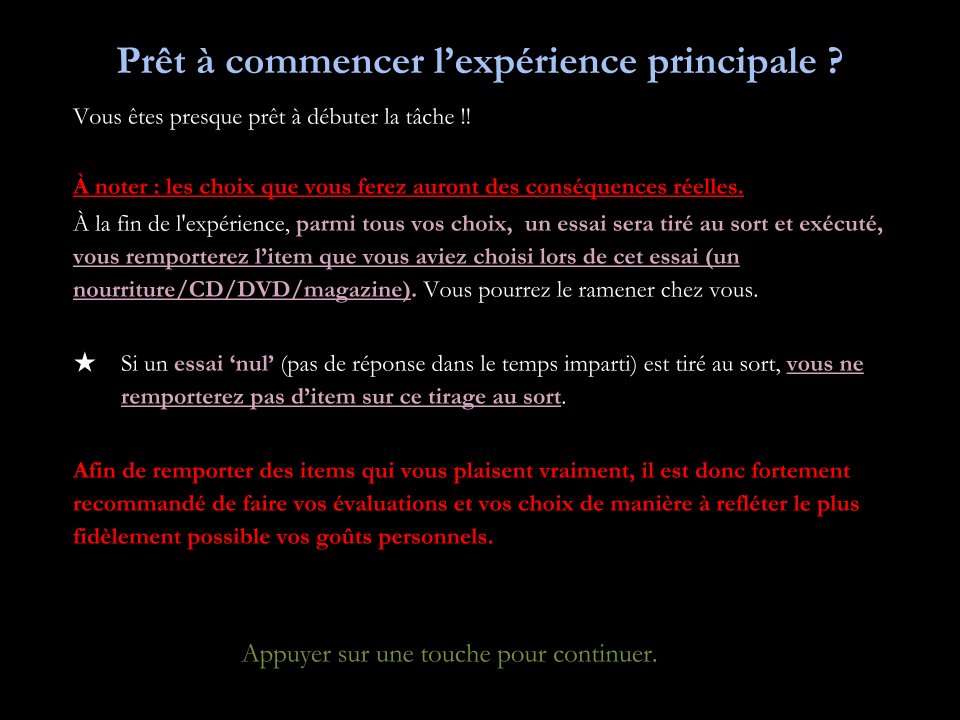 Prêt à commencer l’expérience principale ?
Vous êtes presque prêt à débuter la tâche !!
À noter : les choix que vous ferez auront des conséquences réelles.
À la fin de l'expérience, parmi tous vos choix, un essai sera tiré au sort et exécuté,
vous remporterez l’item que vous aviez choisi lors de cet essai (un
nourriture/CD/DVD/magazine). Vous pourrez le ramener chez vous.
★ Si un essai ‘nul’ (pas de réponse dans le temps imparti) est tiré au sort, vous ne
remporterez pas d’item sur ce tirage au sort.
Afin de remporter des items qui vous plaisent vraiment, il est donc fortement
recommandé de faire vos évaluations et vos choix de manière à refléter le plus
fidèlement possible vos goûts personnels.
Appuyer sur une touche pour continuer.